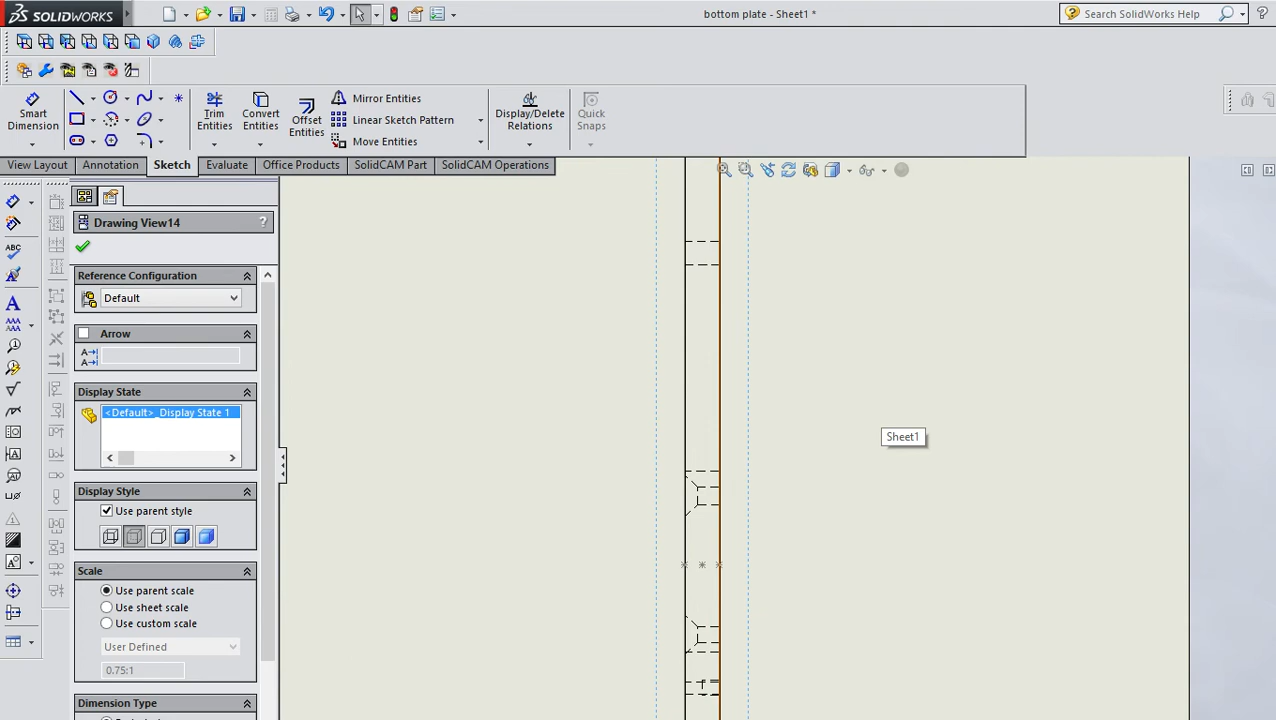 SOLIDWORKS
bottom plate - Sheet1 *
Search SolidWorks Help
Smart Dimension
Trim Entities
Convert Entities
Offset Entities
Mirror Entities
Linear Sketch Pattern
Move Entities
Display/Delete Relations
Quick Snaps
View Layout
Annotation
Sketch
Evaluate
Office Products
SolidCAM Part
SolidCAM Operations
Drawing View14
?
Reference Configuration
Default
Arrow
Display State
<Default>_Display State 1
Display Style
Use parent style
Scale
Use parent scale
Use sheet scale
Use custom scale
User Defined
0.75:1
Dimension Type
Sheet1